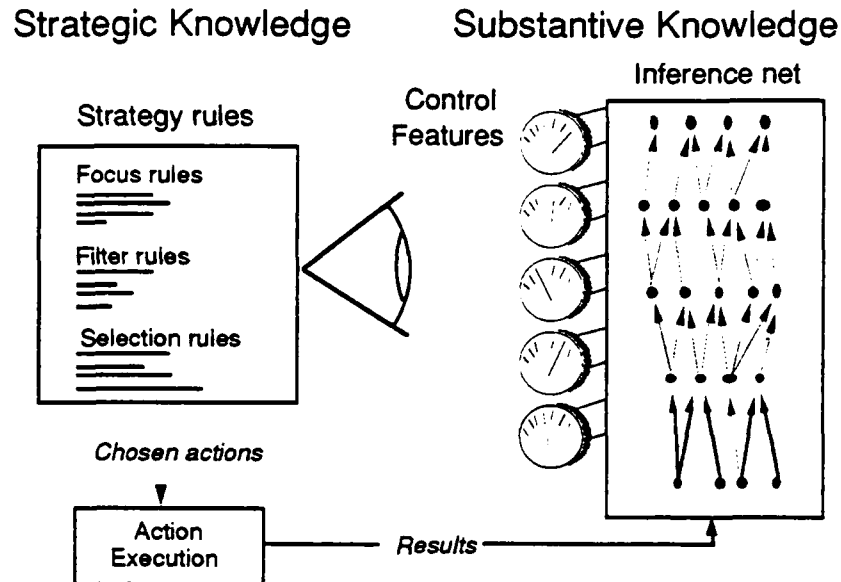 Strategic Knowledge
Substantive Knowledge
Strategy rules
Focus rules
Filter rules
Selection rules
Control
Features
Inference net
Chosen actions
Action
Execution
Results